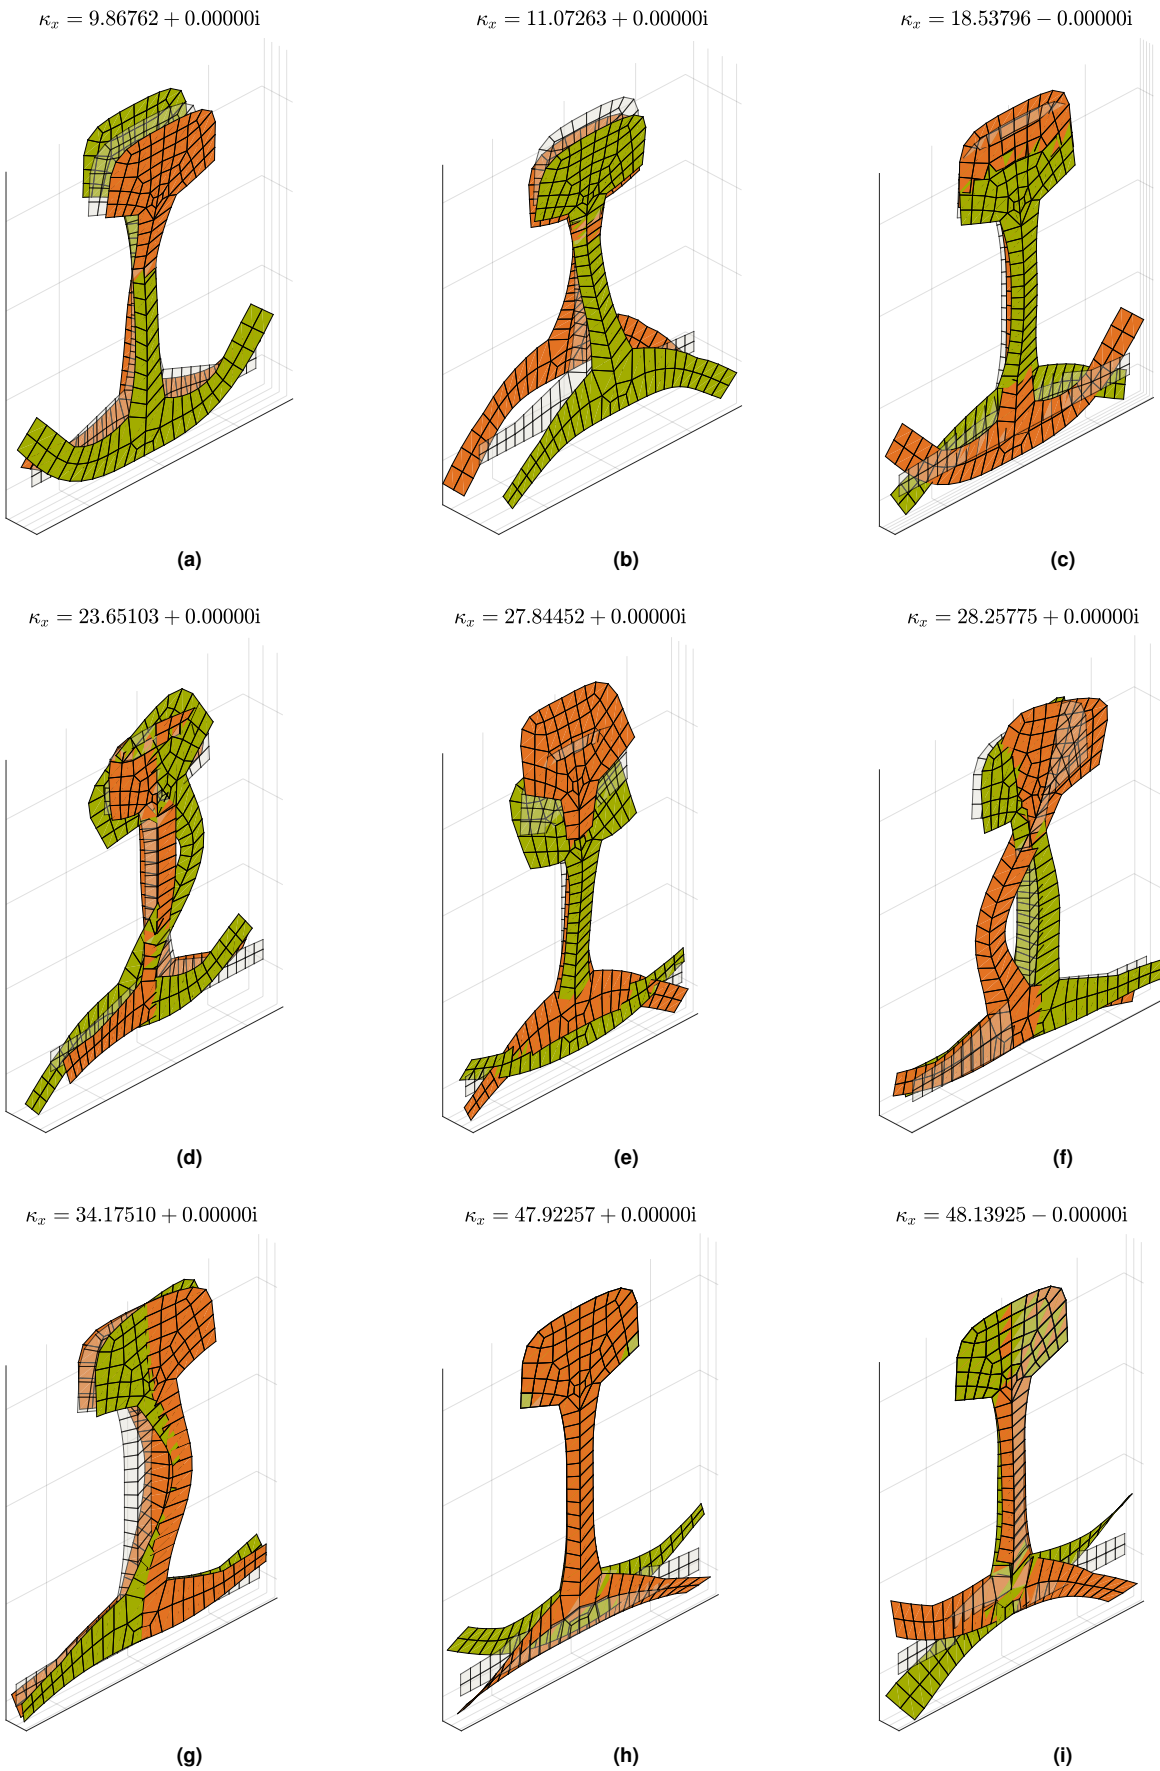 κₓ = 9.86762 + 0.00000i
κₓ = 11.07263 + 0.00000i
κₓ = 18.53796 − 0.00000i
(a)
(b)
(c)
κₓ = 23.65103 + 0.00000i
κₓ = 27.84452 + 0.00000i
κₓ = 28.25775 + 0.00000i
(d)
(e)
(f)
κₓ = 34.17510 + 0.00000i
κₓ = 47.92257 + 0.00000i
κₓ = 48.13925 − 0.00000i
(g)
(h)
(i)